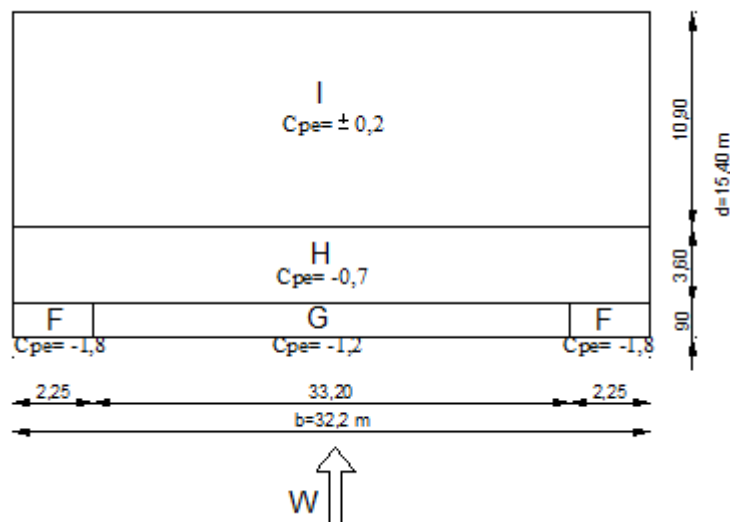 I
Cpe= ± 0,2
10,90
d=15,40 m
H
Cpe= -0,7
3,60
F
G
F
90
Cpe= -1,8
Cpe= -1,2
Cpe= -1,8
2,25
33,20
2,25
b=32,2 m
W